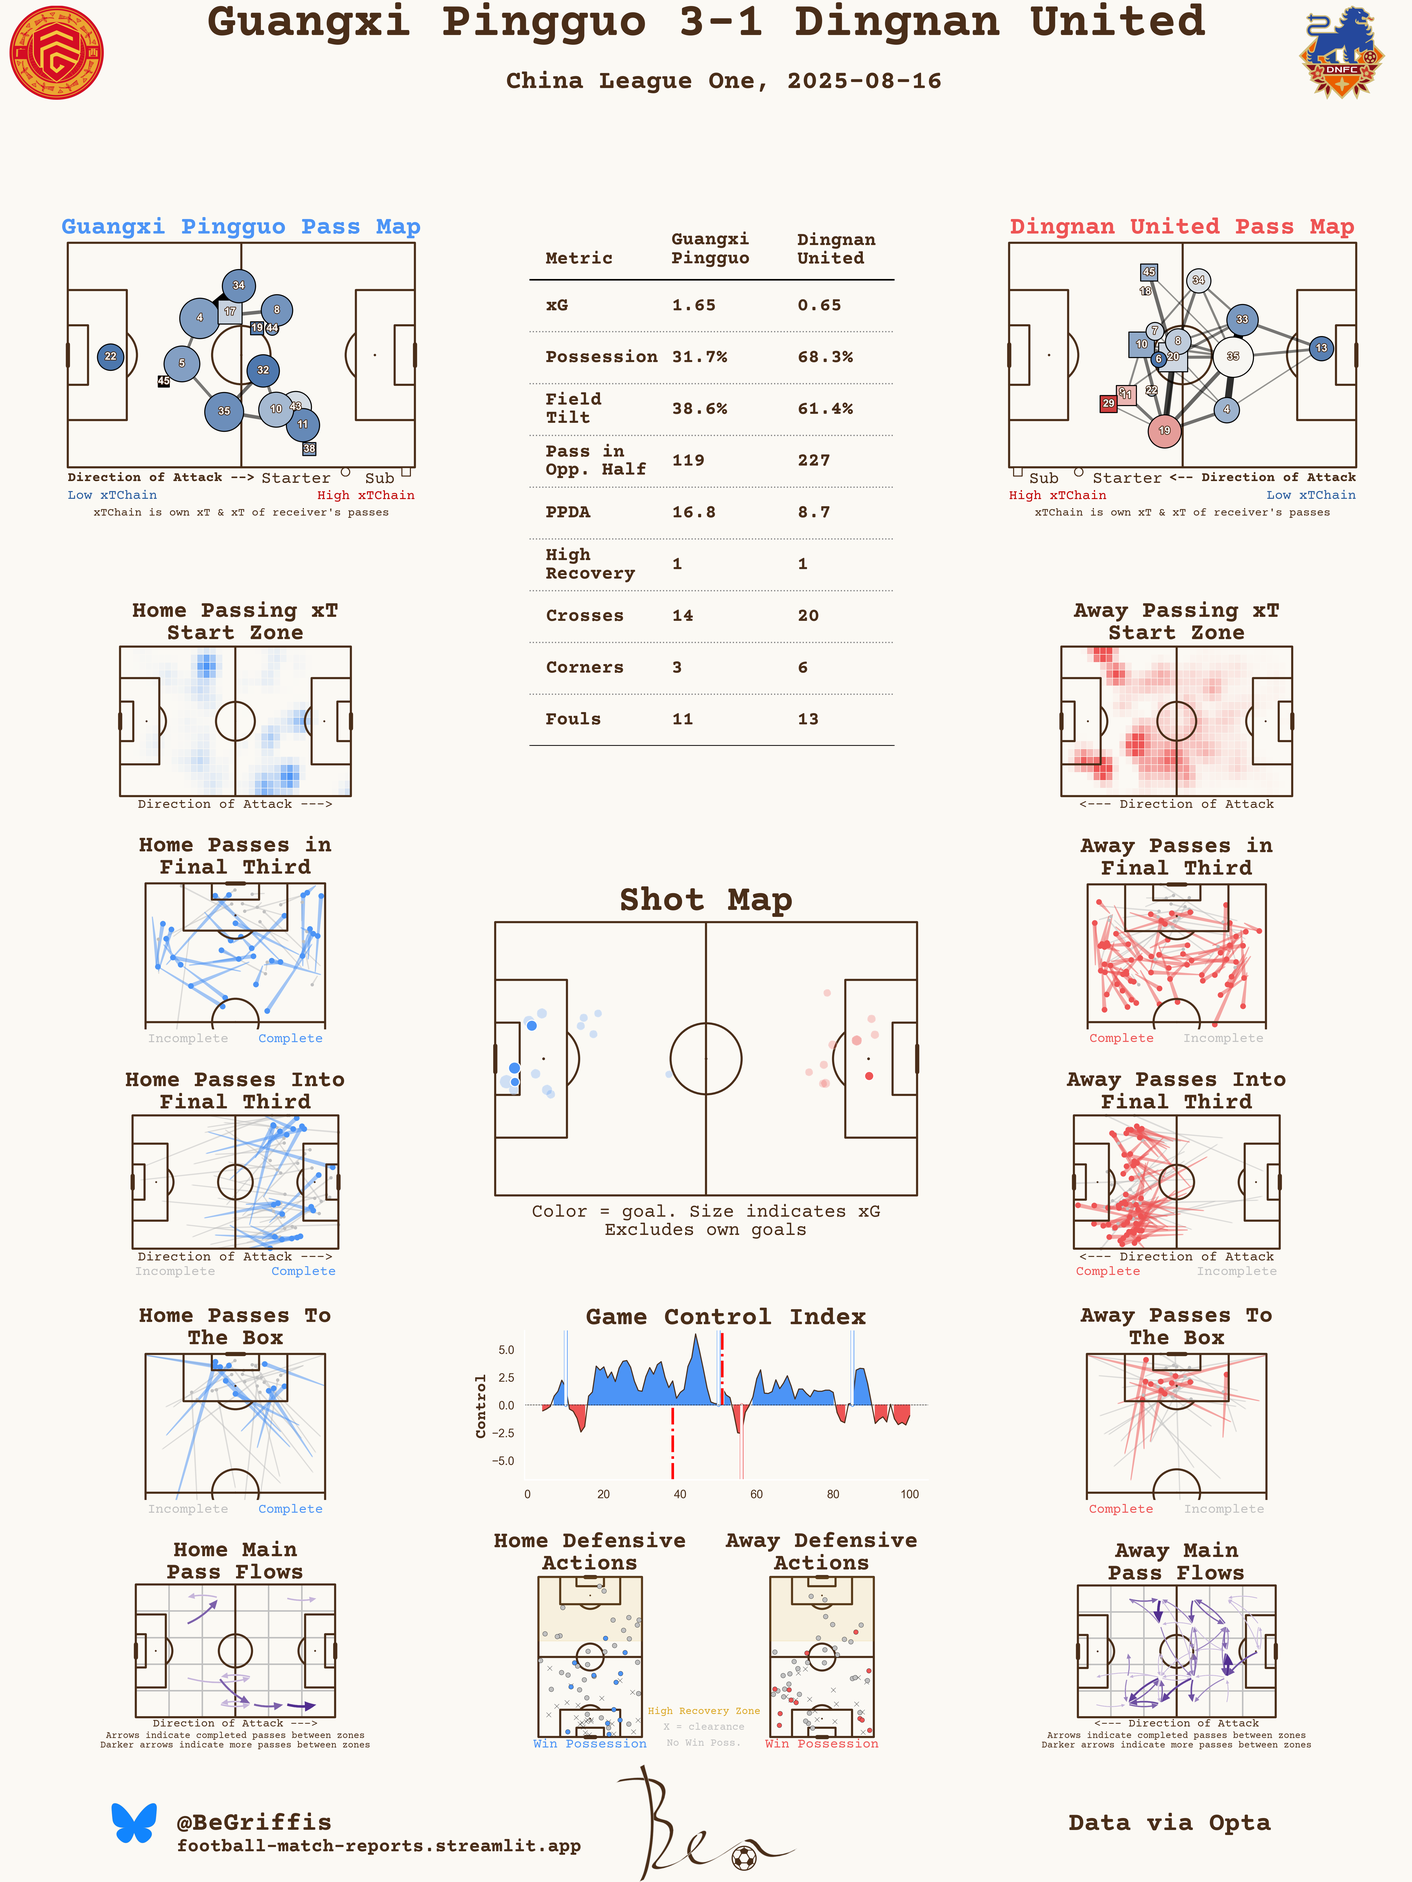 Guangxi Pingguo 3-1 Dingnan United
China League One, 2025-08-16
DNFC
Guangxi Pingguo Pass Map
34
4
17
8
19
44
22
5
32
45
35
10
43
11
38
Direction of Attack --> Starter Sub
Low xTChain High xTChain
xTChain is own xT & xT of receiver's passes
Metric Guangxi Pingguo Dingnan United
xG 1.65 0.65
Possession 31.7% 68.3%
Field Tilt 38.6% 61.4%
Pass in Opp. Half 119 227
PPDA 16.8 8.7
High Recovery 1 1
Crosses 14 20
Corners 3 6
Fouls 11 13
Dingnan United Pass Map
45
18
34
33
7
10
8
20
6
35
13
22
11
29
4
19
Sub Starter <-- Direction of Attack
High xTChain Low xTChain
xTChain is own xT & xT of receiver's passes
Home Passing xT
Start Zone
Direction of Attack --->
Away Passing xT
Start Zone
<--- Direction of Attack
Home Passes in
Final Third
Incomplete Complete
Away Passes in
Final Third
Complete Incomplete
Shot Map
Color = goal. Size indicates xG
Excludes own goals
Home Passes Into
Final Third
Direction of Attack --->
Incomplete Complete
Away Passes Into
Final Third
<--- Direction of Attack
Complete Incomplete
Home Passes To
The Box
Incomplete Complete
Game Control Index
Control
5.0
2.5
0.0
−2.5
−5.0
0 20 40 60 80 100
Away Passes To
The Box
Complete Incomplete
Home Main
Pass Flows
Direction of Attack --->
Arrows indicate completed passes between zones
Darker arrows indicate more passes between zones
Home Defensive
Actions
Win Possession
Away Defensive
Actions
Win Possession
High Recovery Zone
X = clearance
No Win Poss.
Away Main
Pass Flows
<--- Direction of Attack
Arrows indicate completed passes between zones
Darker arrows indicate more passes between zones
@BeGriffis
football-match-reports.streamlit.app
Ben
Data via Opta